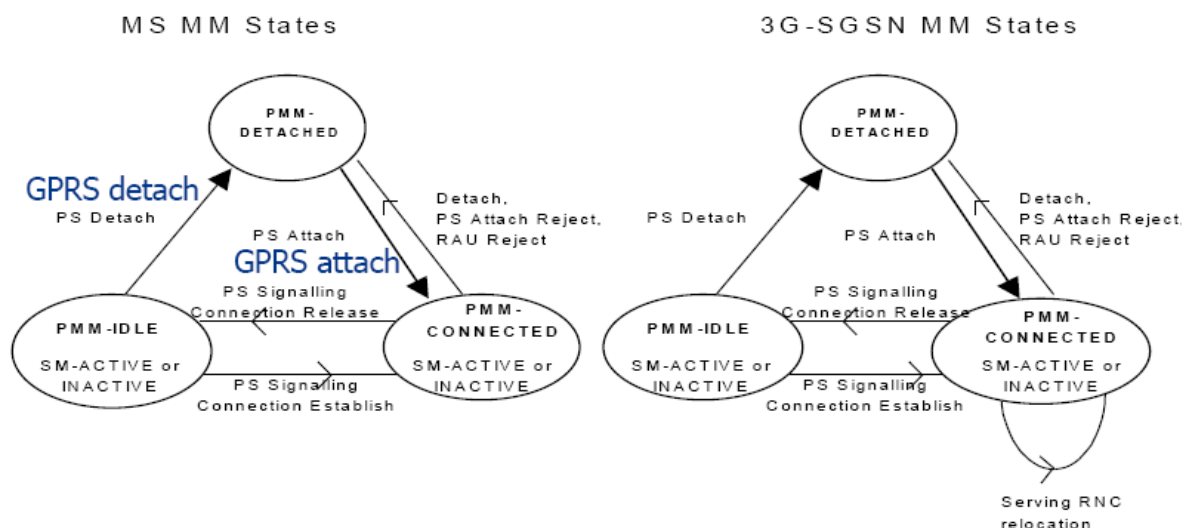 MS MM States
PMM-
DETACHED
GPRS detach
PS Detach
Detach,
PS Attach Reject,
RAU Reject
PS Attach
GPRS attach
PS Signalling
Connection Release
PMM-IDLE
SM-ACTIVE or
INACTIVE
PMM-
CONNECTED
SM-ACTIVE or
INACTIVE
PS Signalling
Connection Establish
3G-SGSN MM States
PMM-
DETACHED
PS Detach
Detach,
PS Attach Reject,
RAU Reject
PS Attach
PS Signalling
Connection Release
PMM-IDLE
SM-ACTIVE or
INACTIVE
PMM-
CONNECTED
SM-ACTIVE or
INACTIVE
PS Signalling
Connection Establish
Serving RNC
relocation